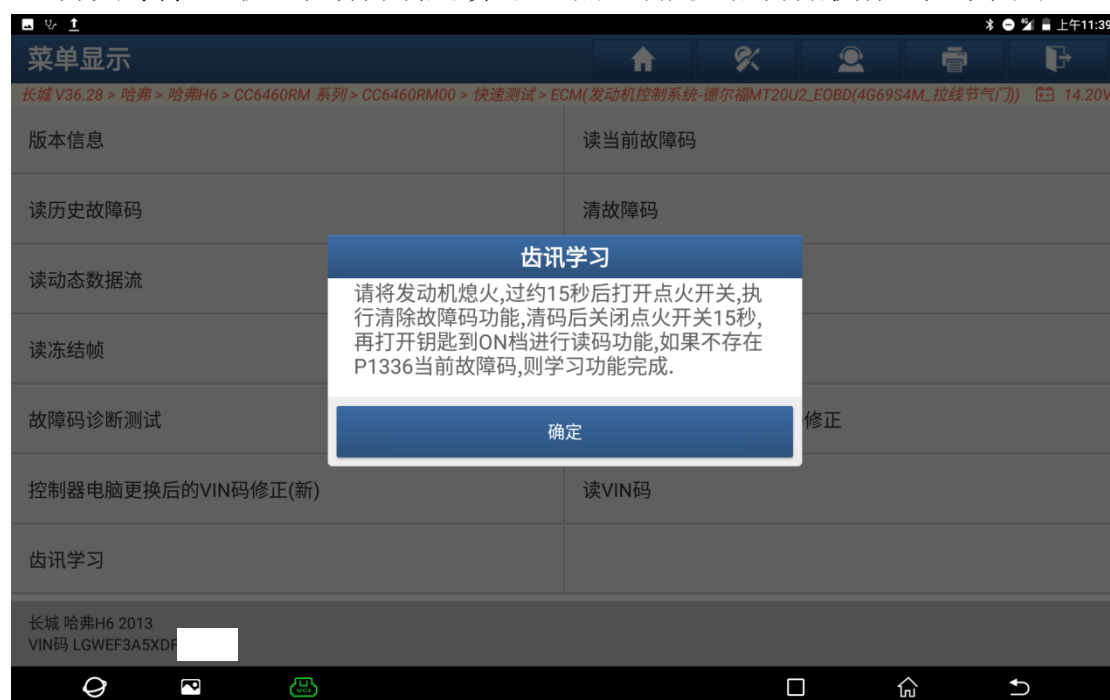 上午11:39
菜单显示
长城 V36.28 > 哈弗 > 哈弗H6 > CC6460RM 系列 > CC6460RM00 > 快速测试 > ECM(发动机控制系统-德尔福MT20U2_EOBD(4G69S4M_拉线节气门)) 14.20V
版本信息
读当前故障码
读历史故障码
清故障码
齿讯学习
读动态数据流
请将发动机熄火,过约15秒后打开点火开关,执
行清除故障码功能,清码后关闭点火开关15秒,
再打开钥匙到ON档进行读码功能,如果不存在
P1336当前故障码,则学习功能完成.
读冻结帧
故障码诊断测试
修正
确定
控制器电脑更换后的VIN码修正(新)
读VIN码
齿讯学习
长城 哈弗H6 2013
VIN码 LGWEF3A5XDF
VCI